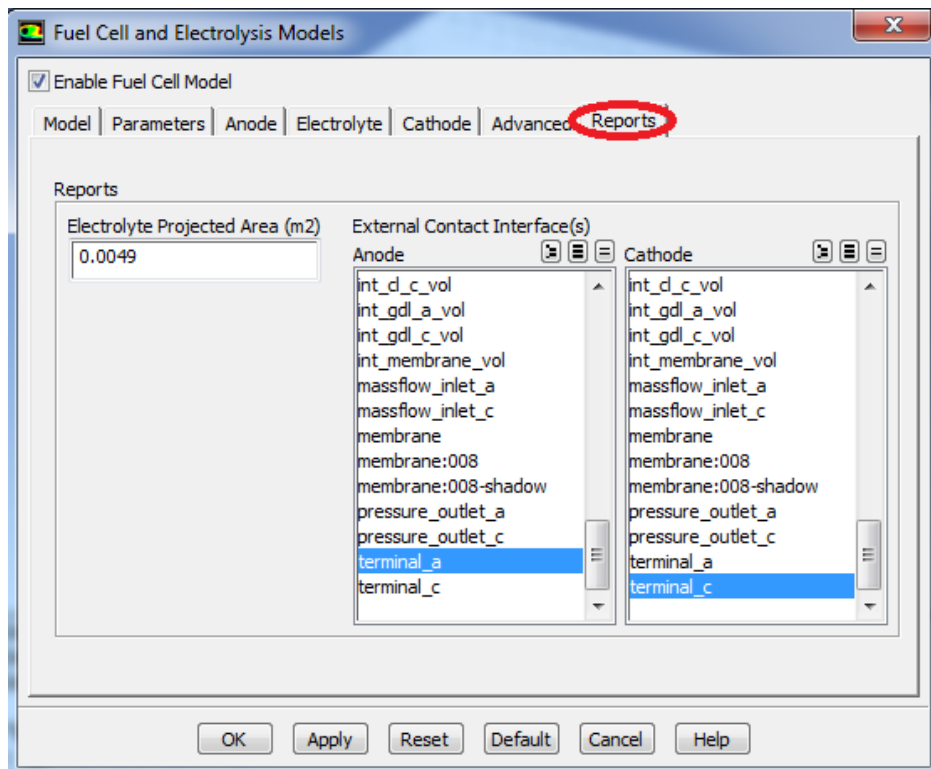 Fuel Cell and Electrolysis Models
Enable Fuel Cell Model
Model Parameters Anode Electrolyte Cathode Advanced Reports
Reports
Electrolyte Projected Area (m2)
0.0049
External Contact Interface(s)
Anode
int_cl_c_vol
int_gdl_a_vol
int_gdl_c_vol
int_membrane_vol
massflow_inlet_a
massflow_inlet_c
membrane
membrane:008
membrane:008-shadow
pressure_outlet_a
pressure_outlet_c
terminal_a
terminal_c
Cathode
int_cl_c_vol
int_gdl_a_vol
int_gdl_c_vol
int_membrane_vol
massflow_inlet_a
massflow_inlet_c
membrane
membrane:008
membrane:008-shadow
pressure_outlet_a
pressure_outlet_c
terminal_a
terminal_c
OK Apply Reset Default Cancel Help